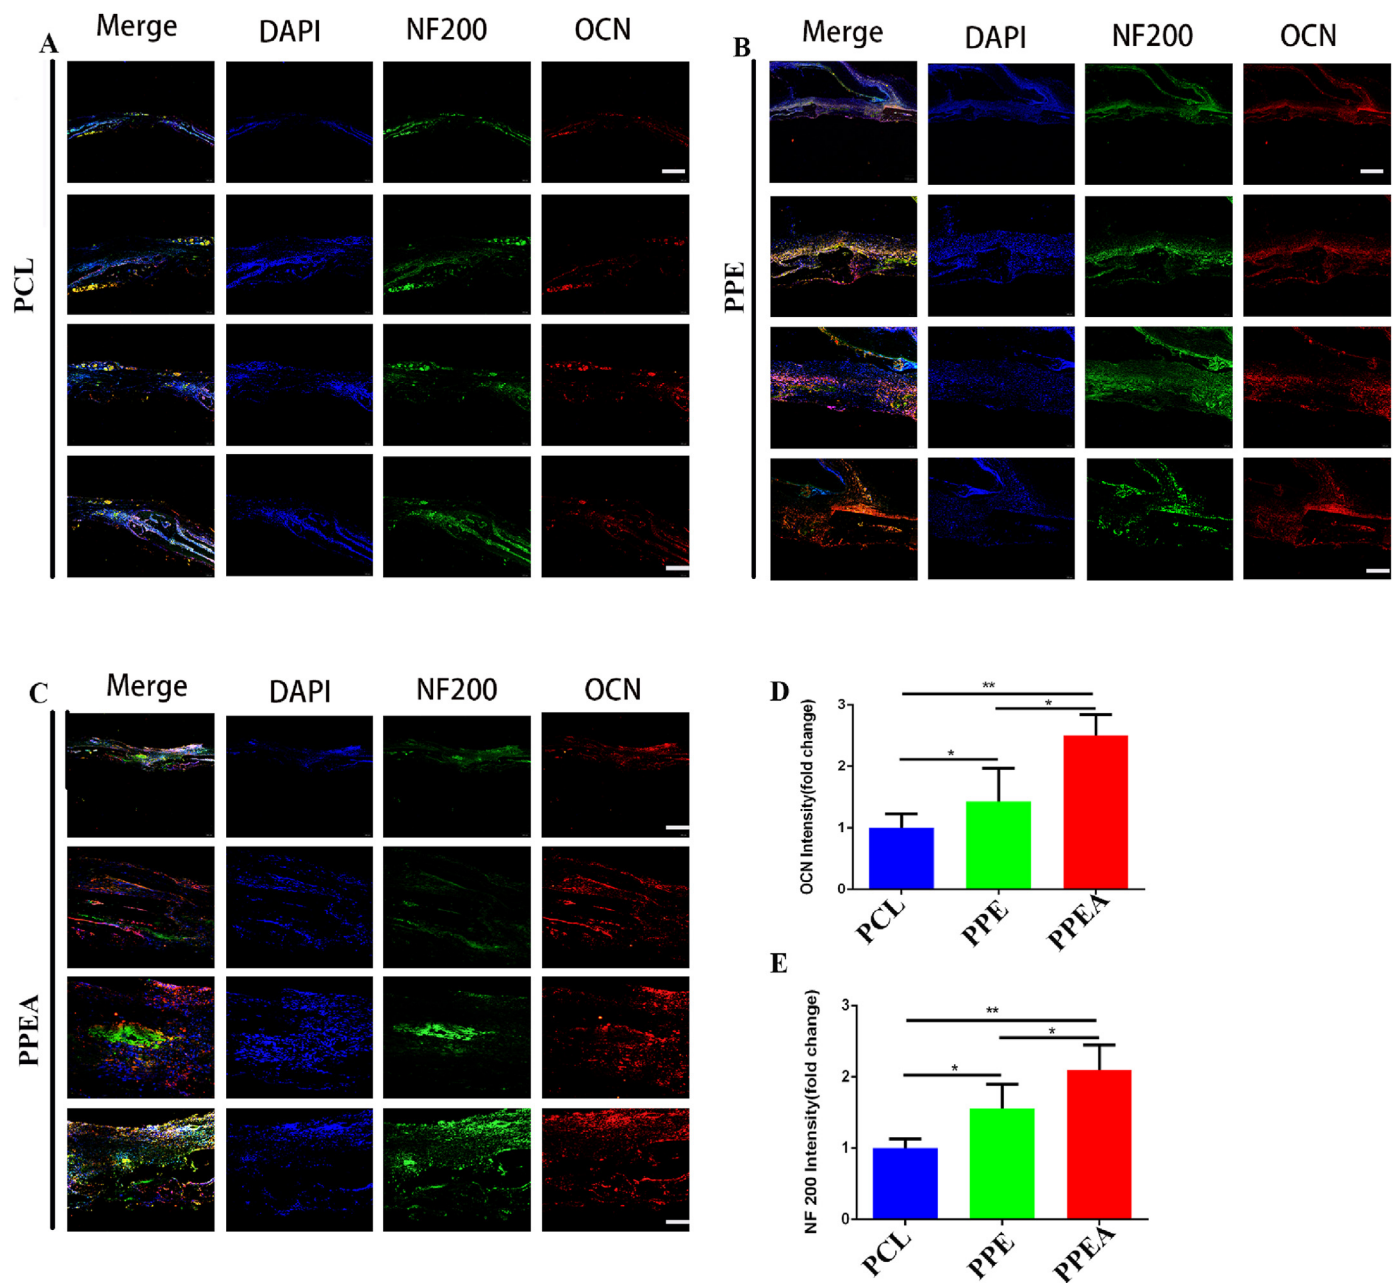 A
Merge DAPI NF200 OCN
PCL
B
Merge DAPI NF200 OCN
PPE
C
Merge DAPI NF200 OCN
PPEA
D
OCN Intensity(fold change)
3
2
1
0
**
*
*
PCL PPE PPEA
E
NF 200 Intensity(fold change)
3
2
1
0
**
*
*
PCL PPE PPEA